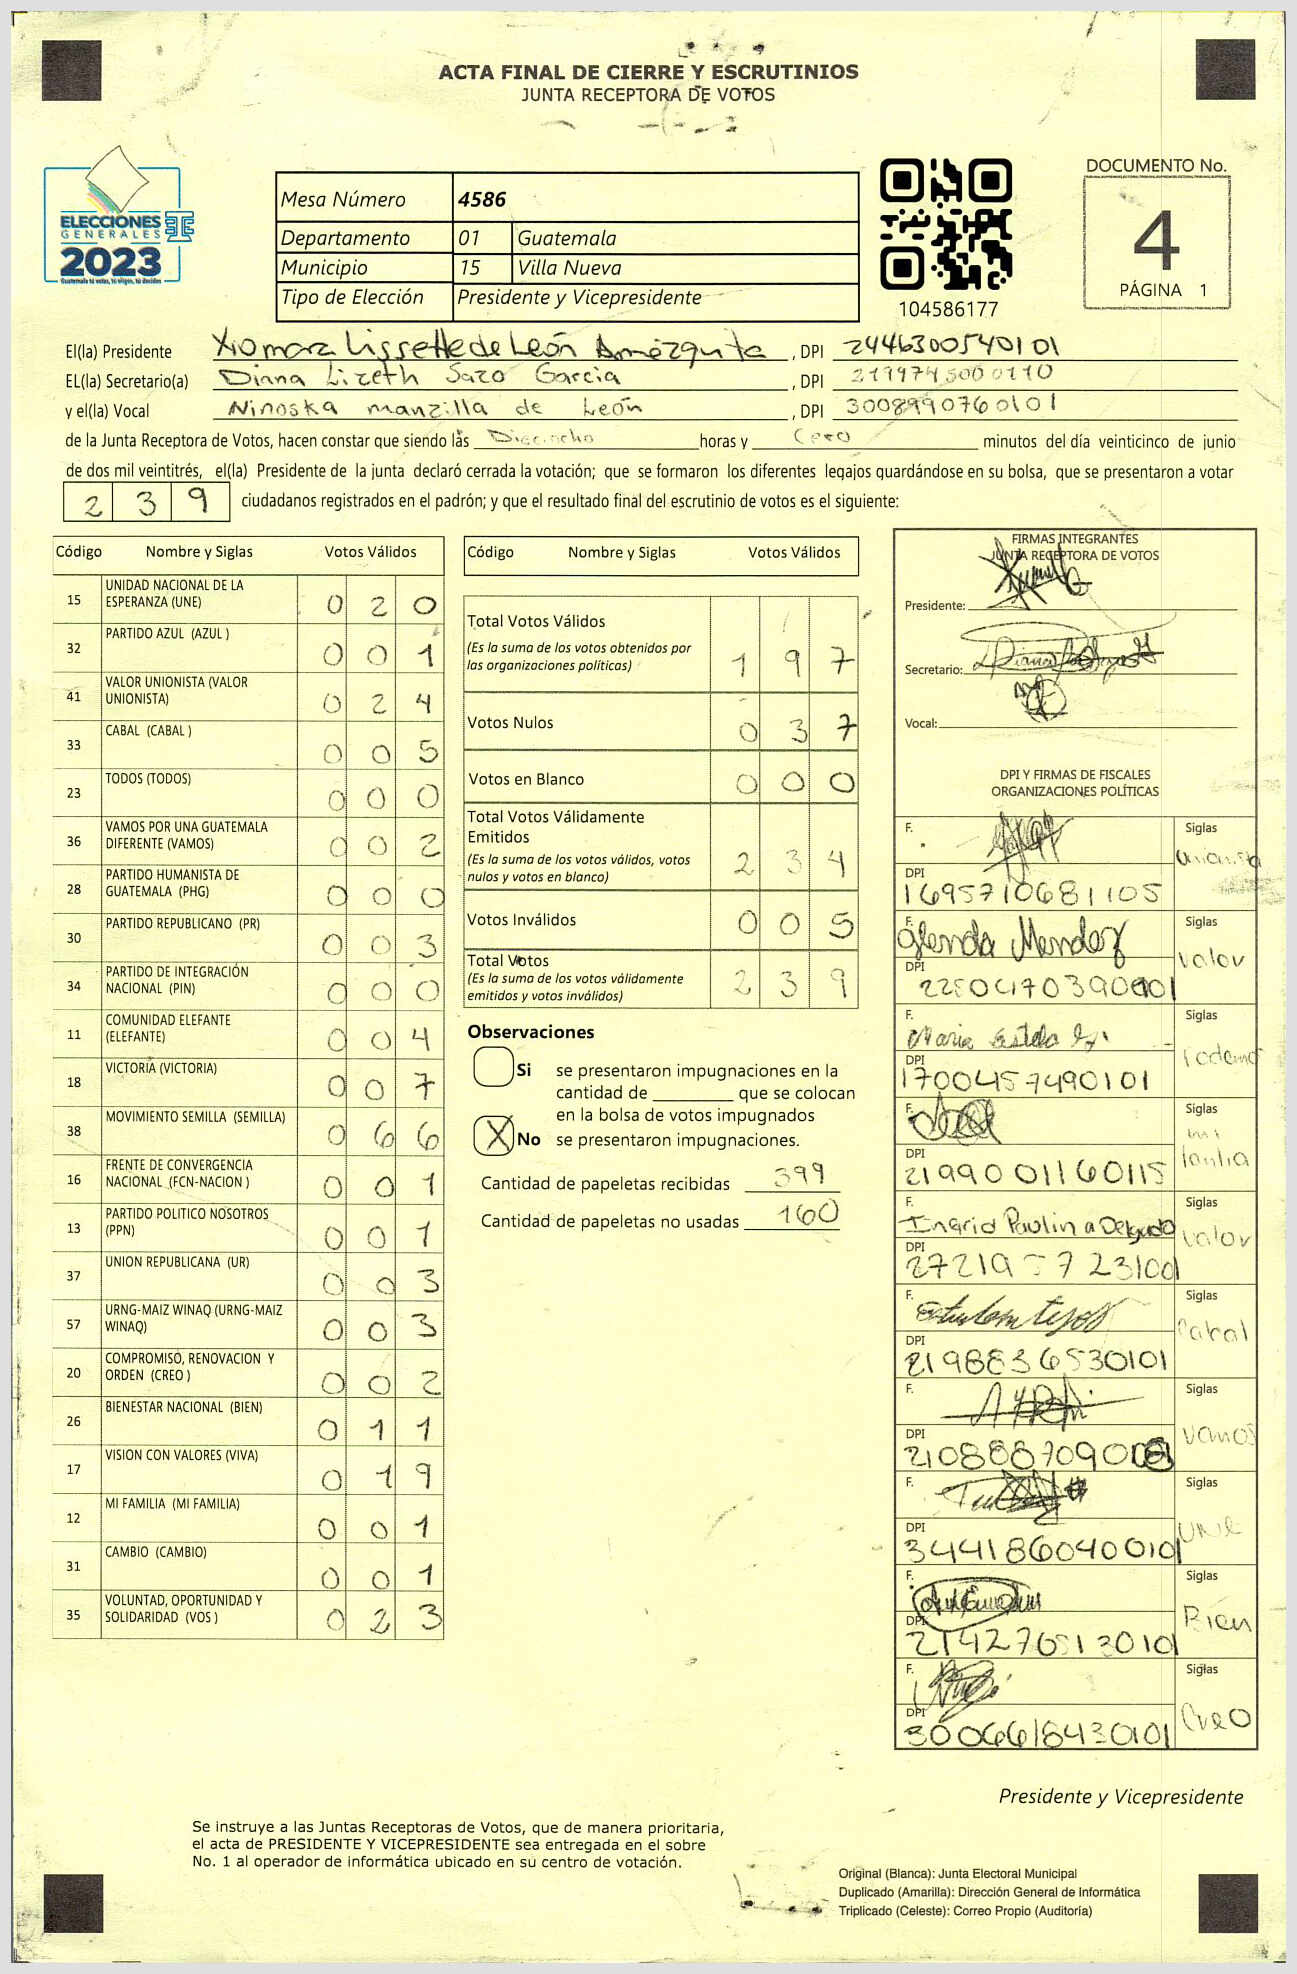 ACTA FINAL DE CIERRE Y ESCRUTINIOS
JUNTA RECEPTORA DE VOTOS
ELECCIONES
GENERALES
2023
Guatemala tú votas, tú eliges, tú decides
Mesa Número 4586
Departamento 01 Guatemala
Municipio 15 Villa Nueva
Tipo de Elección Presidente y Vicepresidente
104586177
DOCUMENTO No.
4
PÁGINA 1
El(la) Presidente Xiomara Lissette de León Amézquita , DPI 2446300540101
EL(la) Secretario(a) Diana Lizeth Sazo Garcia , DPI
y el(la) Vocal Ninoska manzilla de León , DPI 3008990760101
de la Junta Receptora de Votos, hacen constar que siendo las Dieciocho horas y Cero minutos del día veinticinco de junio
de dos mil veintitrés, el(la) Presidente de la junta declaró cerrada la votación; que se formaron los diferentes legajos quardándose en su bolsa, que se presentaron a votar
239 ciudadanos registrados en el padrón; y que el resultado final del escrutinio de votos es el siguiente:
Código Nombre y Siglas Votos Válidos
15 UNIDAD NACIONAL DE LA ESPERANZA (UNE) 0 2 0
32 PARTIDO AZUL (AZUL ) 0 0 1
41 VALOR UNIONISTA (VALOR UNIONISTA) 0 2 4
33 CABAL (CABAL ) 0 0 5
23 TODOS (TODOS) 0 0 0
36 VAMOS POR UNA GUATEMALA DIFERENTE (VAMOS) 0 0 2
28 PARTIDO HUMANISTA DE GUATEMALA (PHG) 0 0 0
30 PARTIDO REPUBLICANO (PR) 0 0 3
34 PARTIDO DE INTEGRACIÓN NACIONAL (PIN) 0 0 0
11 COMUNIDAD ELEFANTE (ELEFANTE) 0 0 4
18 VICTORIA (VICTORIA) 0 0 7
38 MOVIMIENTO SEMILLA (SEMILLA) 0 6 6
16 FRENTE DE CONVERGENCIA NACIONAL (FCN-NACION ) 0 0 1
13 PARTIDO POLITICO NOSOTROS (PPN) 0 0 1
37 UNION REPUBLICANA (UR) 0 0 3
57 URNG-MAIZ WINAQ (URNG-MAIZ WINAQ) 0 0 3
20 COMPROMISO, RENOVACION Y ORDEN (CREO ) 0 0 2
26 BIENESTAR NACIONAL (BIEN) 0 1 1
17 VISION CON VALORES (VIVA) 0 1 9
12 MI FAMILIA (MI FAMILIA) 0 0 1
31 CAMBIO (CAMBIO) 0 0 1
35 VOLUNTAD, OPORTUNIDAD Y SOLIDARIDAD (VOS ) 0 2 3
Código Nombre y Siglas Votos Válidos
Total Votos Válidos
(Es la suma de los votos obtenidos por
las organizaciones politicas) 1 9 7
Votos Nulos 0 3 7
Votos en Blanco 0 0 0
Total Votos Válidamente
Emitidos
(Es la suma de los votos válidos, votos
nulos y votos en blanco) 2 3 4
Votos Inválidos 0 0 5
Total Votos
(Es la suma de los votos válidamente
emitidos y votos inválidos) 2 3 9
Observaciones
Si se presentaron impugnaciones en la
cantidad de ________ que se colocan
en la bolsa de votos impugnados
X No se presentaron impugnaciones.
Cantidad de papeletas recibidas 399
Cantidad de papeletas no usadas 160
FIRMAS INTEGRANTES
JUNTA RECEPTORA DE VOTOS
Presidente:
Secretario:
Vocal:
DPI Y FIRMAS DE FISCALES
ORGANIZACIONES POLÍTICAS
F. Siglas unionista
DPI 1695710681105
F. Glenda Mendez Siglas Valor
DPI
F. Maria Estela Siglas Podemos
DPI 1700457490101
F. Siglas mi familia
DPI 2199001160115
F. Ingrid Paulina Delgado Siglas Valor
DPI
F. Siglas Cabal
DPI 2198836530101
F. Siglas Vamos
DPI
F. Siglas UNE
DPI 3441860400101
F. Siglas Bien
DPI 2142765130101
F. Siglas Creo
DPI 3006618430101
Presidente y Vicepresidente
Se instruye a las Juntas Receptoras de Votos, que de manera prioritaria,
el acta de PRESIDENTE Y VICEPRESIDENTE sea entregada en el sobre
No. 1 al operador de informática ubicado en su centro de votación.
Original (Blanca): Junta Electoral Municipal
Duplicado (Amarilla): Dirección General de Informática
Triplicado (Celeste): Correo Propio (Auditoría)